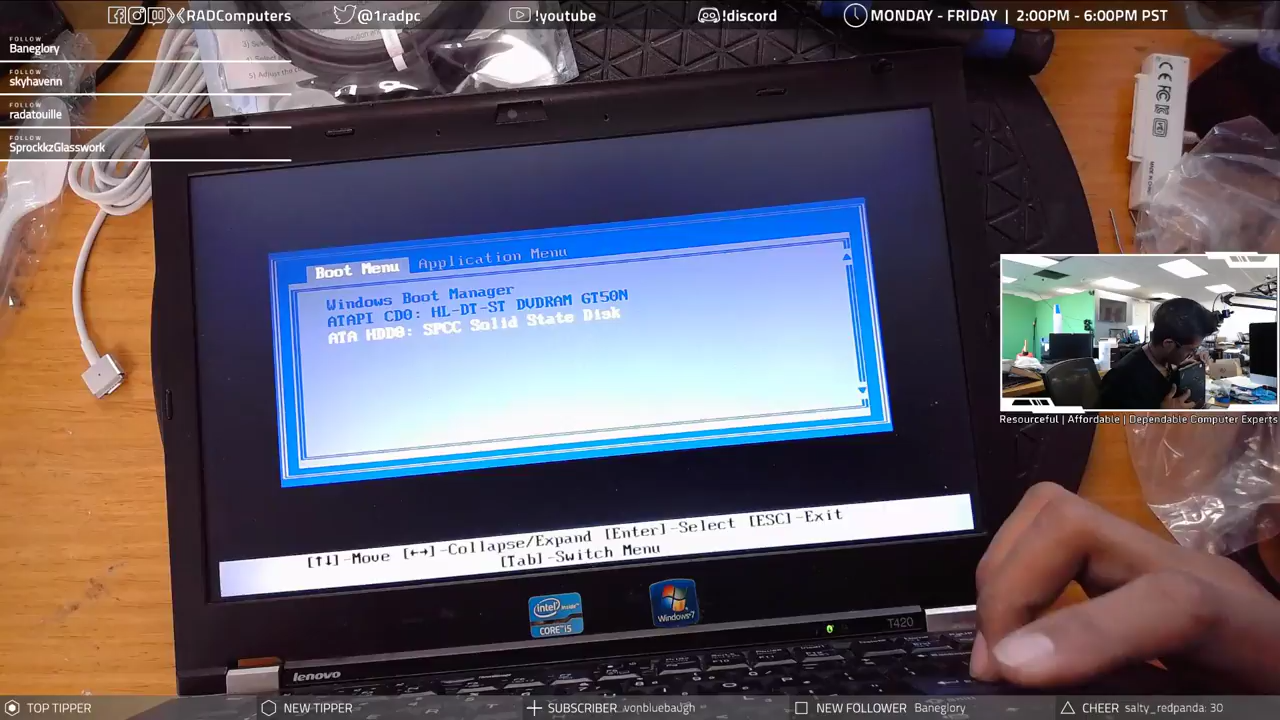 RADComputers
@1radpc
!youtube
!discord
MONDAY - FRIDAY | 2:00PM - 6:00PM PST
FOLLOW
Baneglory
FOLLOW
skyhavenn
FOLLOW
radatouille
FOLLOW
SprockkzGlasswork
Boot Menu
Application Menu
Windows Boot Manager
ATAPI CD0: HL-DT-ST DVDRAM GT50N
ATA HDD0: SPCC Solid State Disk
[↑↓]-Move [←→]-Collapse/Expand [Enter]-Select [ESC]-Exit
[Tab]-Switch Menu
Resourceful | Affordable | Dependable Computer Experts
intel inside
CORE i5
Windows 7
T420
lenovo
TOP TIPPER
NEW TIPPER
SUBSCRIBER vonbluebaugh
NEW FOLLOWER Baneglory
CHEER salty_redpanda: 30